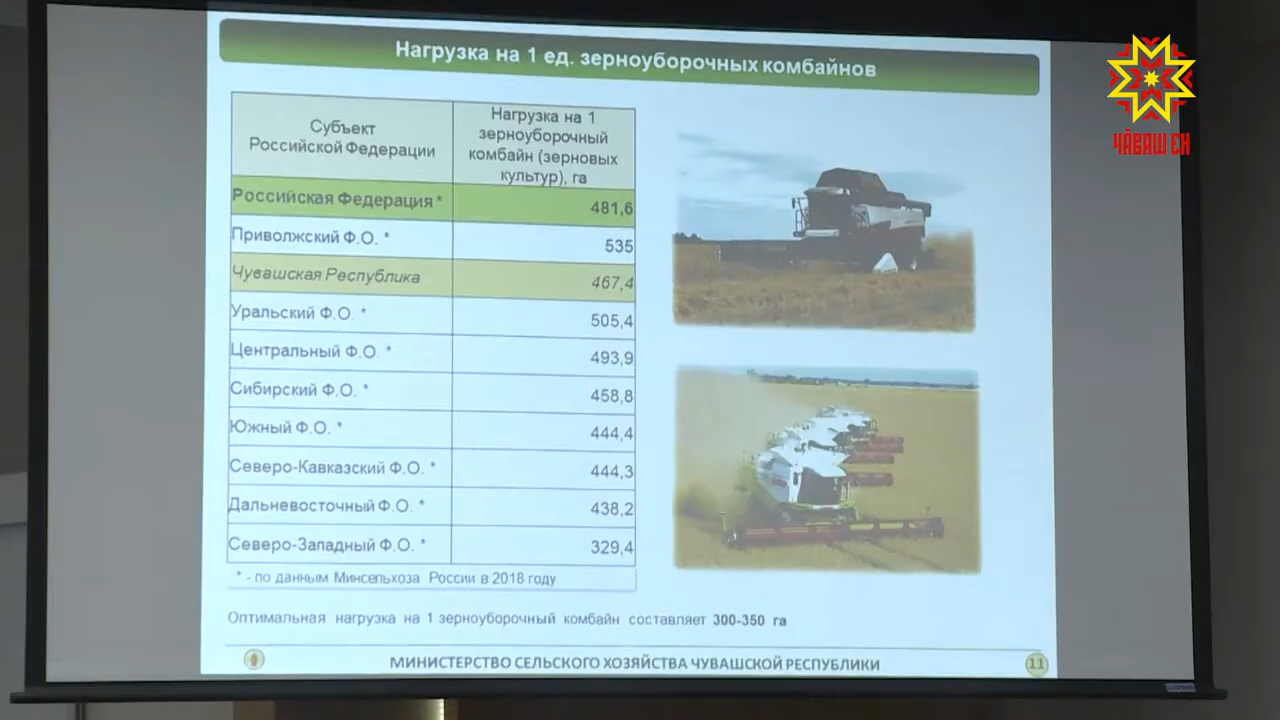 Нагрузка на 1 ед. зерноуборочных комбайнов
ЧӐВАШ ЕН
Субъект
Российской Федерации
Нагрузка на 1
зерноуборочный
комбайн (зерновых
культур), га
Российская Федерация *
481,6
Приволжский Ф.О. *
535
Чувашская Республика
467,4
Уральский Ф.О. *
505,4
Центральный Ф.О. *
493,9
Сибирский Ф.О. *
458,8
Южный Ф.О. *
444,4
Северо-Кавказский Ф.О. *
444,3
Дальневосточный Ф.О. *
438,2
Северо-Западный Ф.О. *
329,4
* - по данным Минсельхоза России в 2018 году
Оптимальная нагрузка на 1 зерноуборочный комбайн составляет 300-350 га
МИНИСТЕРСТВО СЕЛЬСКОГО ХОЗЯЙСТВА ЧУВАШСКОЙ РЕСПУБЛИКИ
11